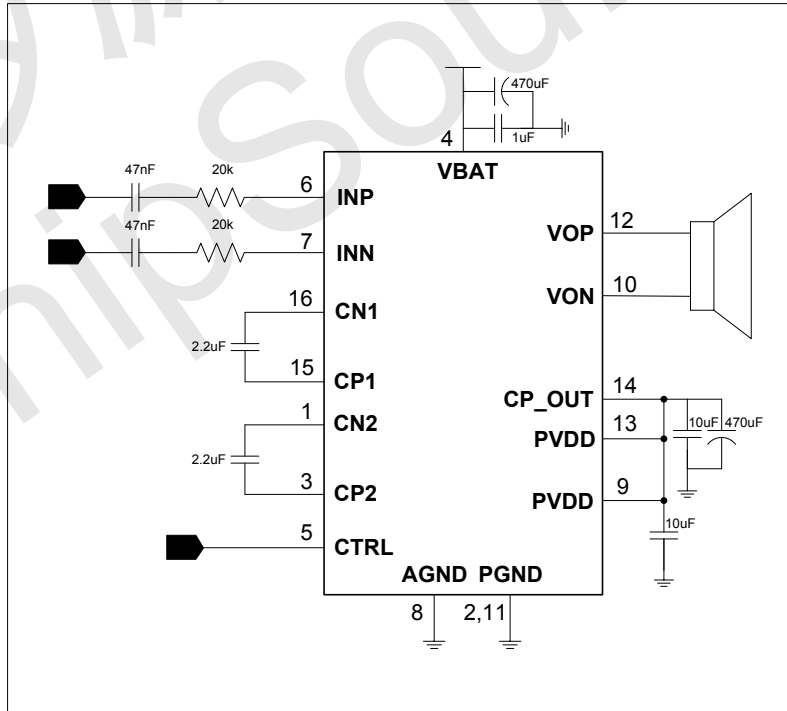 470uF
1uF
4
VBAT
47nF
20k
6
INP
47nF
20k
7
INN
16
CN1
2.2uF
15
CP1
1
CN2
2.2uF
3
CP2
5
CTRL
AGND PGND
8
2,11
VOP
12
VON
10
CP_OUT
14
10uF
470uF
PVDD
13
PVDD
9
10uF